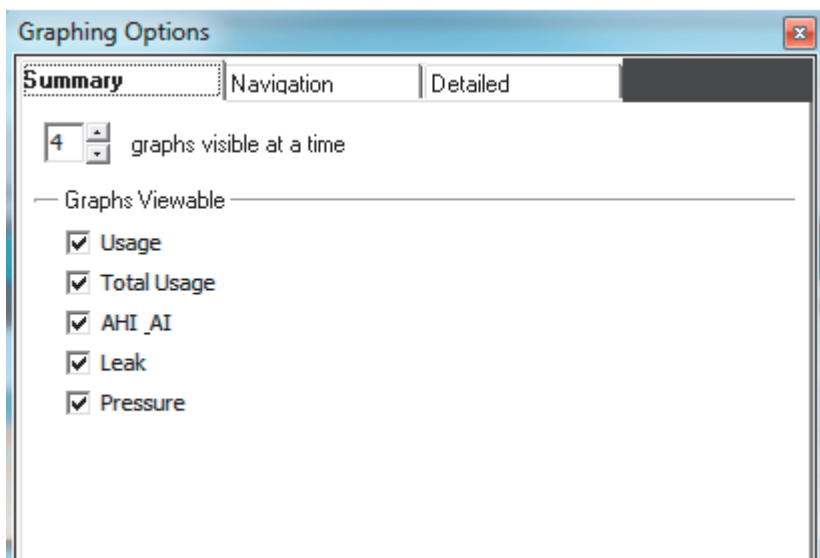 Graphing Options
Summary Navigation Detailed
4 graphs visible at a time
Graphs Viewable
Usage
Total Usage
AHI_AI
Leak
Pressure